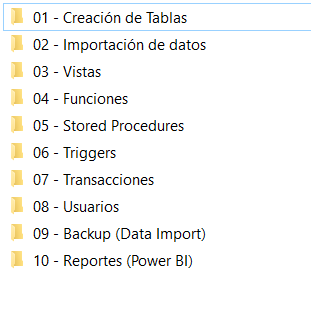 01 - Creación de Tablas
02 - Importación de datos
03 - Vistas
04 - Funciones
05 - Stored Procedures
06 - Triggers
07 - Transacciones
08 - Usuarios
09 - Backup (Data Import)
10 - Reportes (Power BI)